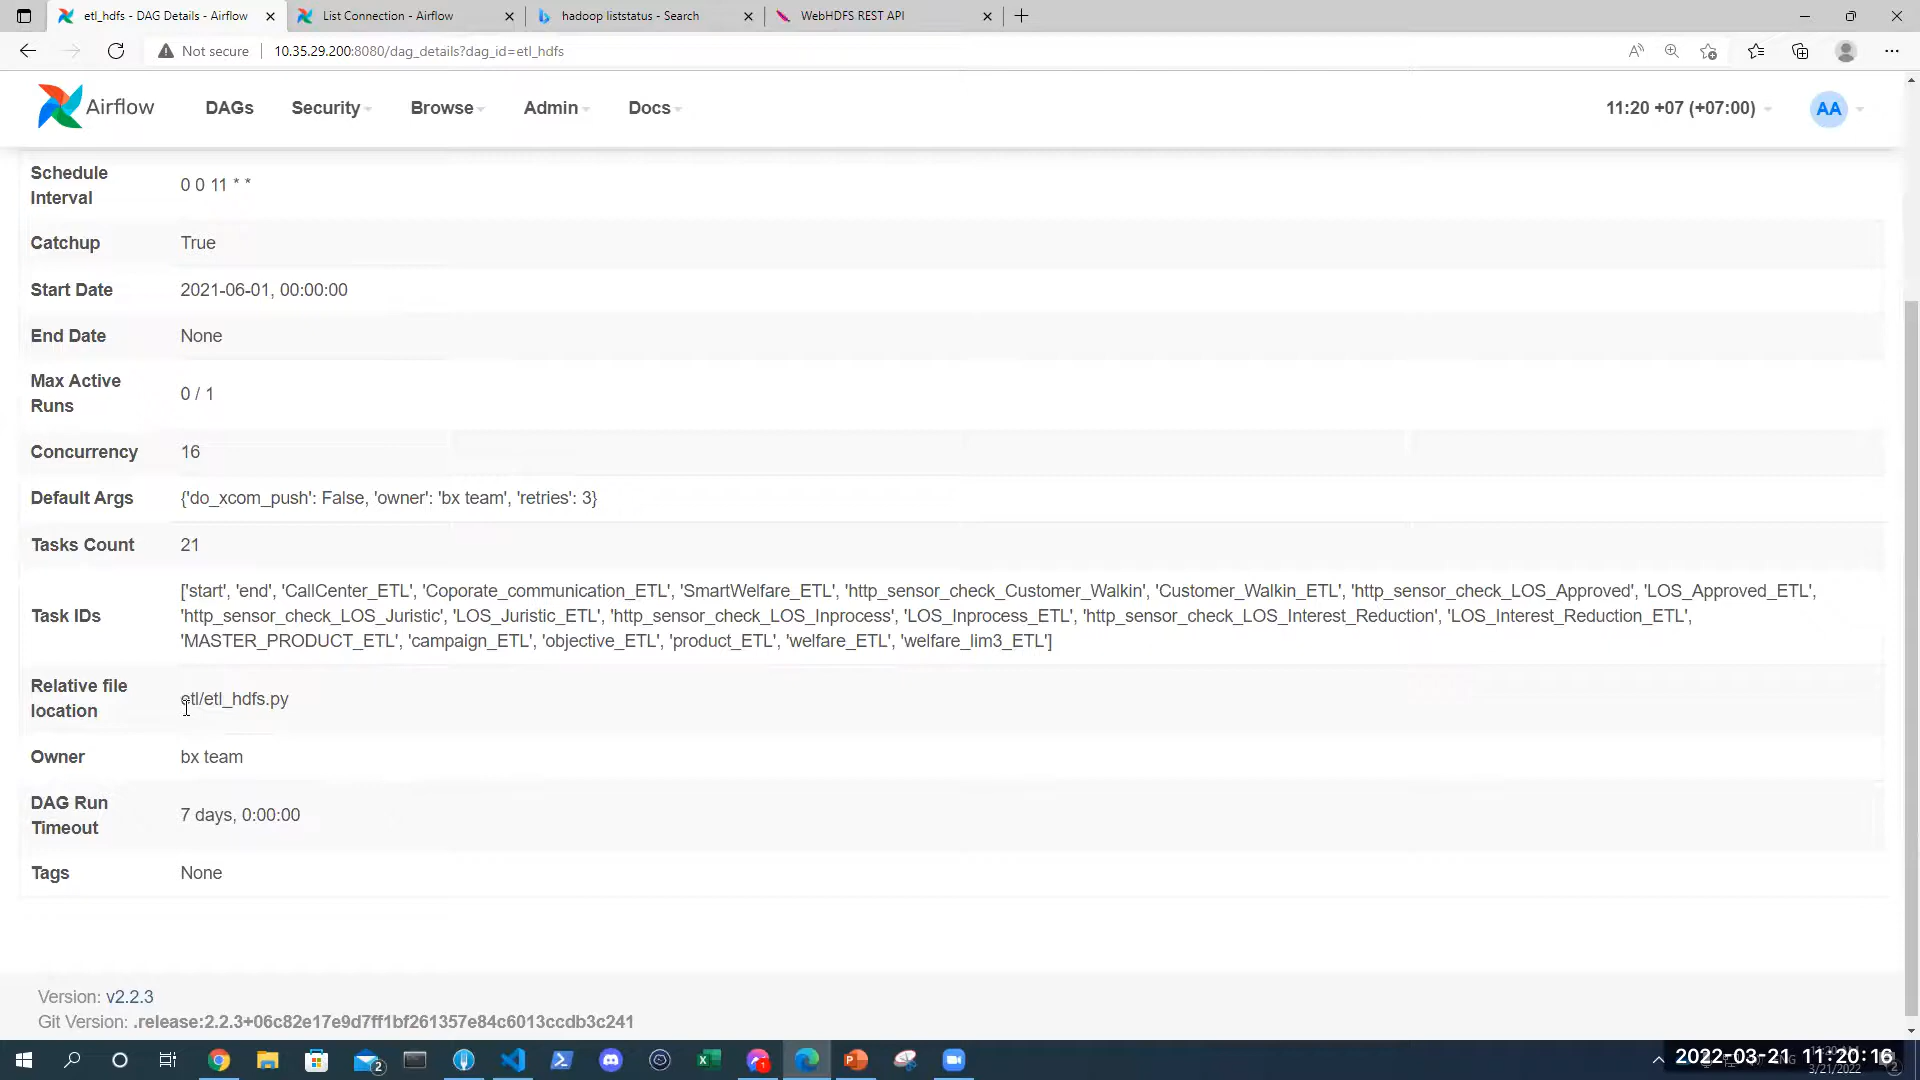 etl_hdfs - DAG Details - Airflow
List Connection - Airflow
hadoop liststatus - Search
WebHDFS REST API
Not secure
10.35.29.200:8080/dag_details?dag_id=etl_hdfs
Airflow
DAGs
Security
Browse
Admin
Docs
11:20 +07 (+07:00)
AA
Schedule
Interval
0 0 11 * *
Catchup
True
Start Date
2021-06-01, 00:00:00
End Date
None
Max Active
Runs
0 / 1
Concurrency
16
Default Args
{'do_xcom_push': False, 'owner': 'bx team', 'retries': 3}
Tasks Count
21
Task IDs
['start', 'end', 'CallCenter_ETL', 'Coporate_communication_ETL', 'SmartWelfare_ETL', 'http_sensor_check_Customer_Walkin', 'Customer_Walkin_ETL', 'http_sensor_check_LOS_Approved', 'LOS_Approved_ETL',
'http_sensor_check_LOS_Juristic', 'LOS_Juristic_ETL', 'http_sensor_check_LOS_Inprocess', 'LOS_Inprocess_ETL', 'http_sensor_check_LOS_Interest_Reduction', 'LOS_Interest_Reduction_ETL',
'MASTER_PRODUCT_ETL', 'campaign_ETL', 'objective_ETL', 'product_ETL', 'welfare_ETL', 'welfare_lim3_ETL']
Relative file
location
etl/etl_hdfs.py
Owner
bx team
DAG Run
Timeout
7 days, 0:00:00
Tags
None
Version: v2.2.3
Git Version: .release:2.2.3+06c82e17e9d7ff1bf261357e84c6013ccdb3c241
2022-03-21 11:20:16
3/21/2022